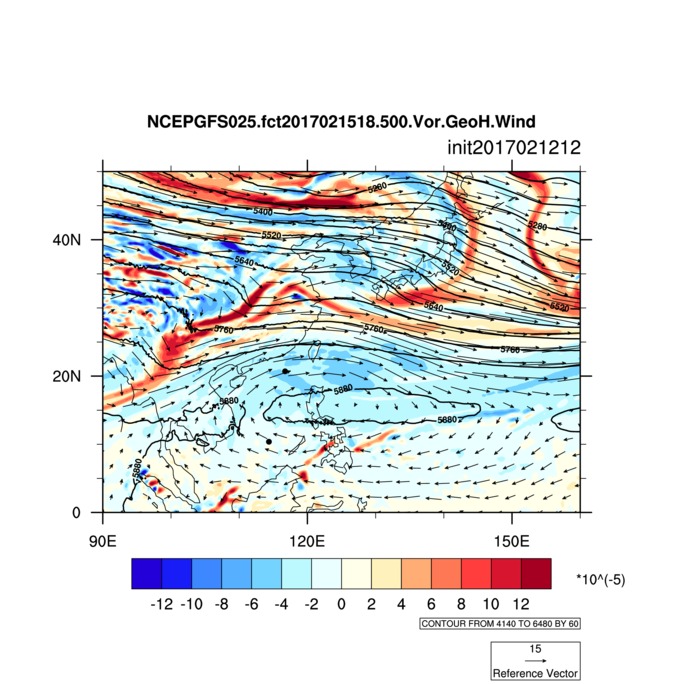 NCEPGFS025.fct2017021518.500.Vor.GeoH.Wind
init2017021212
5280
5400
5520
5280
40N
5640
5520
5640
5520
5760
5760
5760
20N
5880
5880
5880
5880
0
90E 120E 150E
-12 -10 -8 -6 -4 -2 0 2 4 6 8 10 12
*10^(-5)
CONTOUR FROM 4140 TO 6480 BY 60
15
Reference Vector